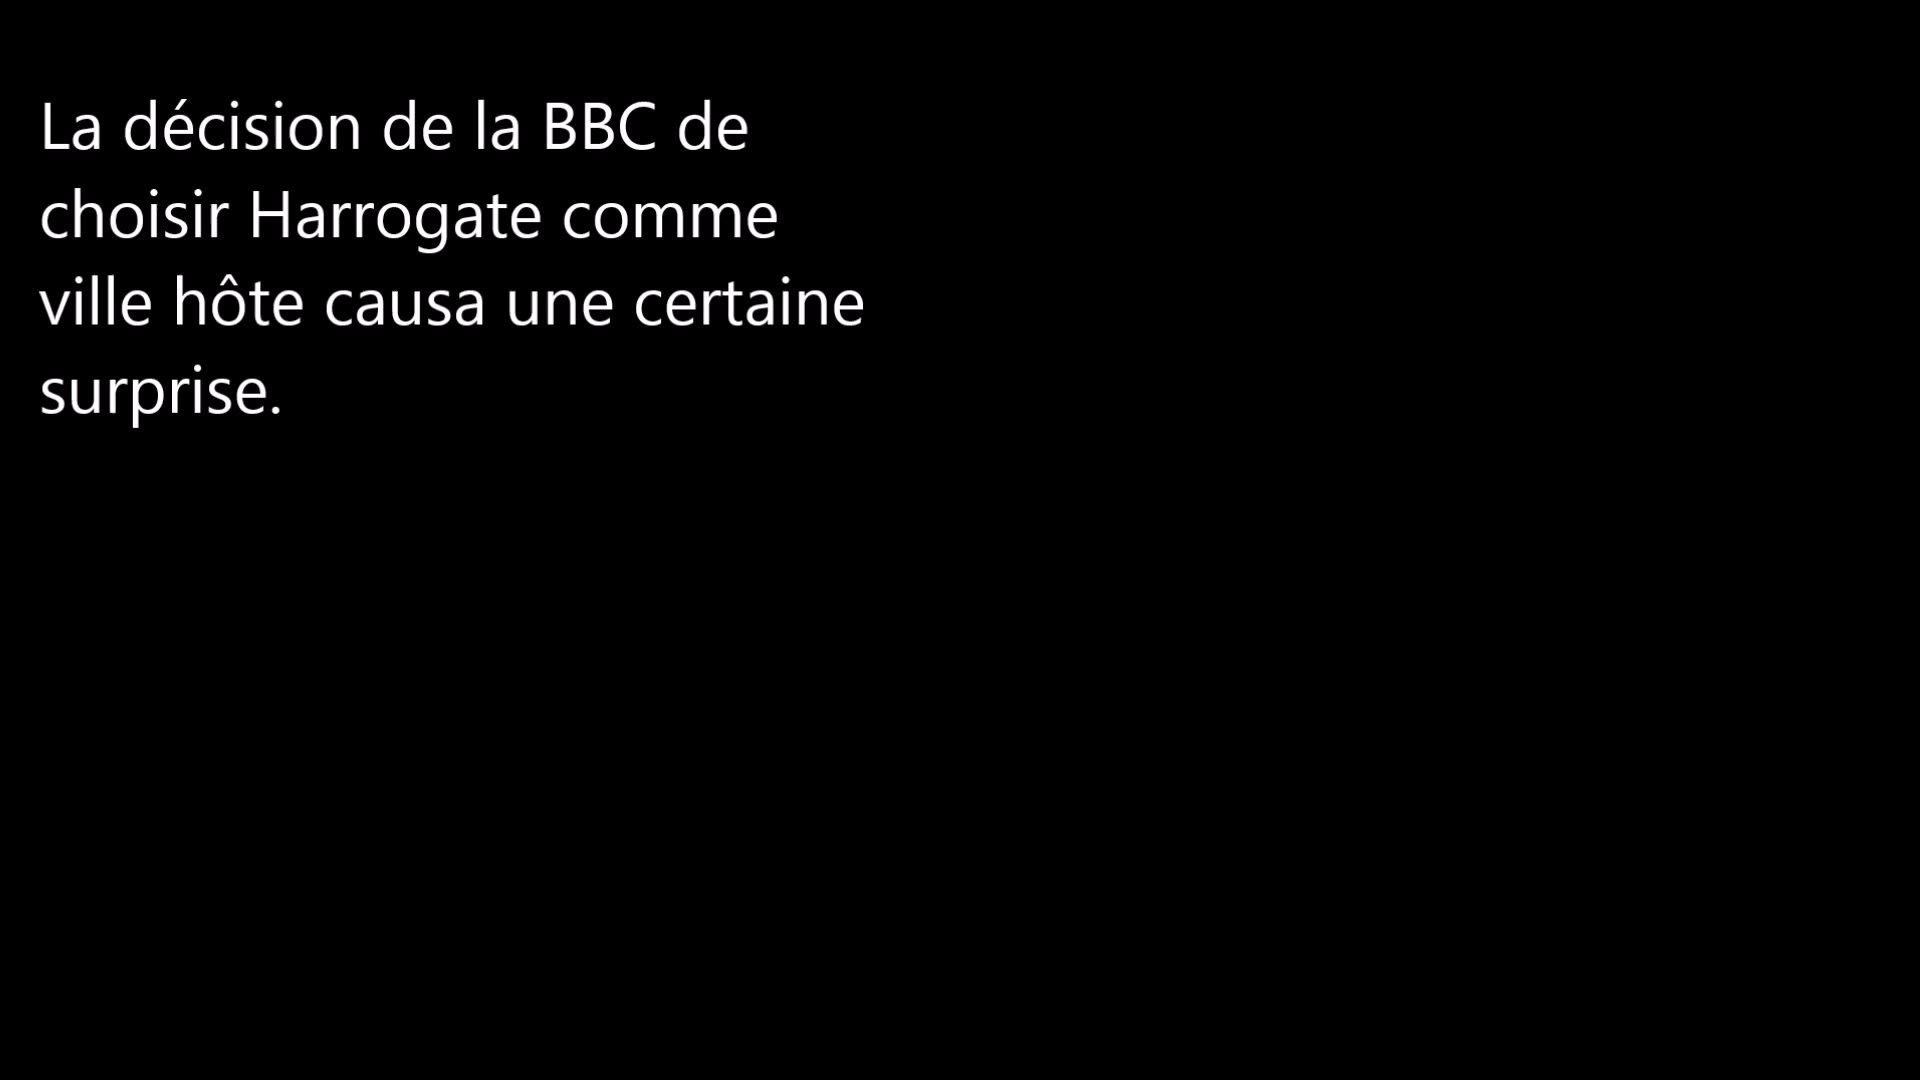 La décision de la BBC de
choisir Harrogate comme
ville hôte causa une certaine
surprise.